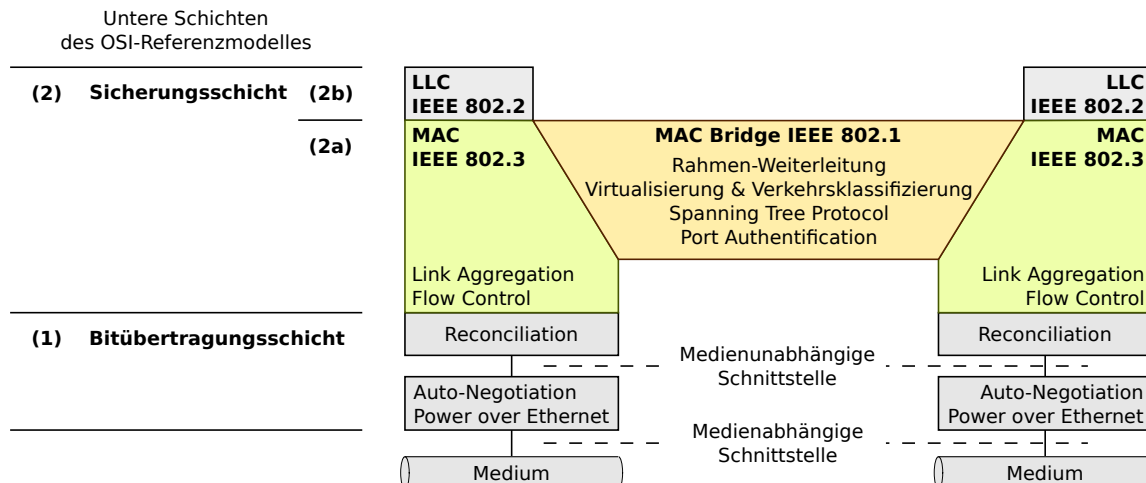 Untere Schichten
des OSI-Referenzmodelles
(2) Sicherungsschicht (2b)
(2a)
LLC
IEEE 802.2
MAC
IEEE 802.3
Link Aggregation
Flow Control
MAC Bridge IEEE 802.1
Rahmen-Weiterleitung
Virtualisierung & Verkehrsklassifizierung
Spanning Tree Protocol
Port Authentification
LLC
IEEE 802.2
MAC
IEEE 802.3
Link Aggregation
Flow Control
(1) Bitübertragungsschicht
Reconciliation
Reconciliation
Medienunabhängige
Schnittstelle
Auto-Negotiation
Power over Ethernet
Auto-Negotiation
Power over Ethernet
Medienabhängige
Schnittstelle
Medium
Medium